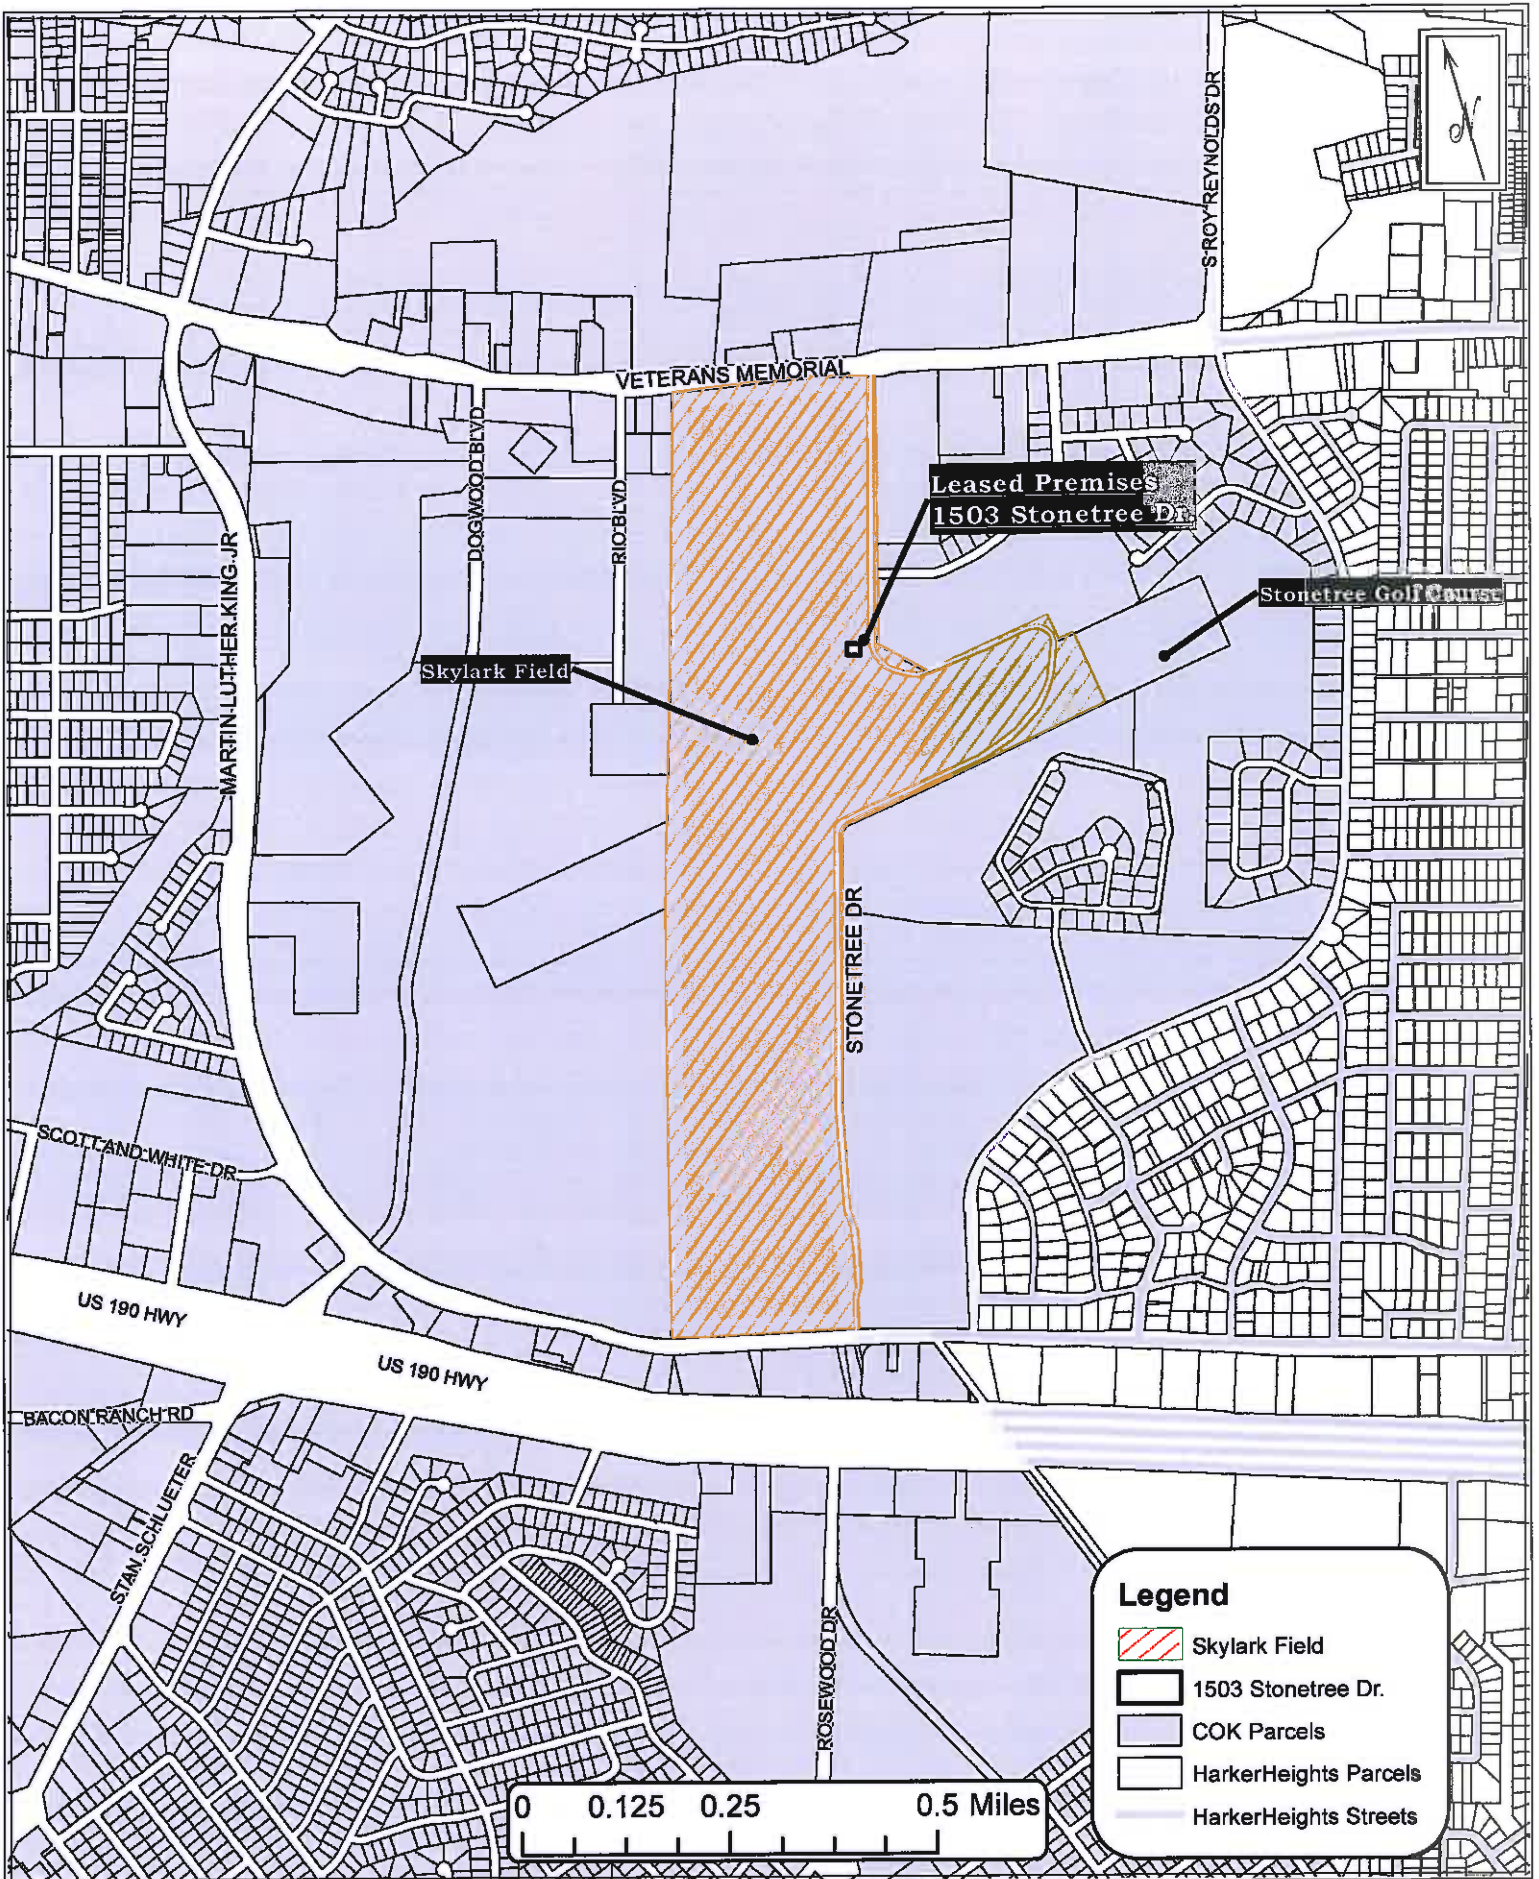 S ROY REYNOLDS DR
N
VETERANS MEMORIAL
DOGWOOD BLVD
RIO BLVD
Leased Premises
1503 Stonetree Dr.
MARTIN LUTHER KING JR
Stonetree Golf Course
Skylark Field
STONETREE DR
SCOTT AND WHITE DR
US 190 HWY
US 190 HWY
BACON RANCH RD
STAN SCHLUETER
ROSEWOOD DR
Legend
Skylark Field
1503 Stonetree Dr.
COK Parcels
HarkerHeights Parcels
HarkerHeights Streets
0 0.125 0.25 0.5 Miles